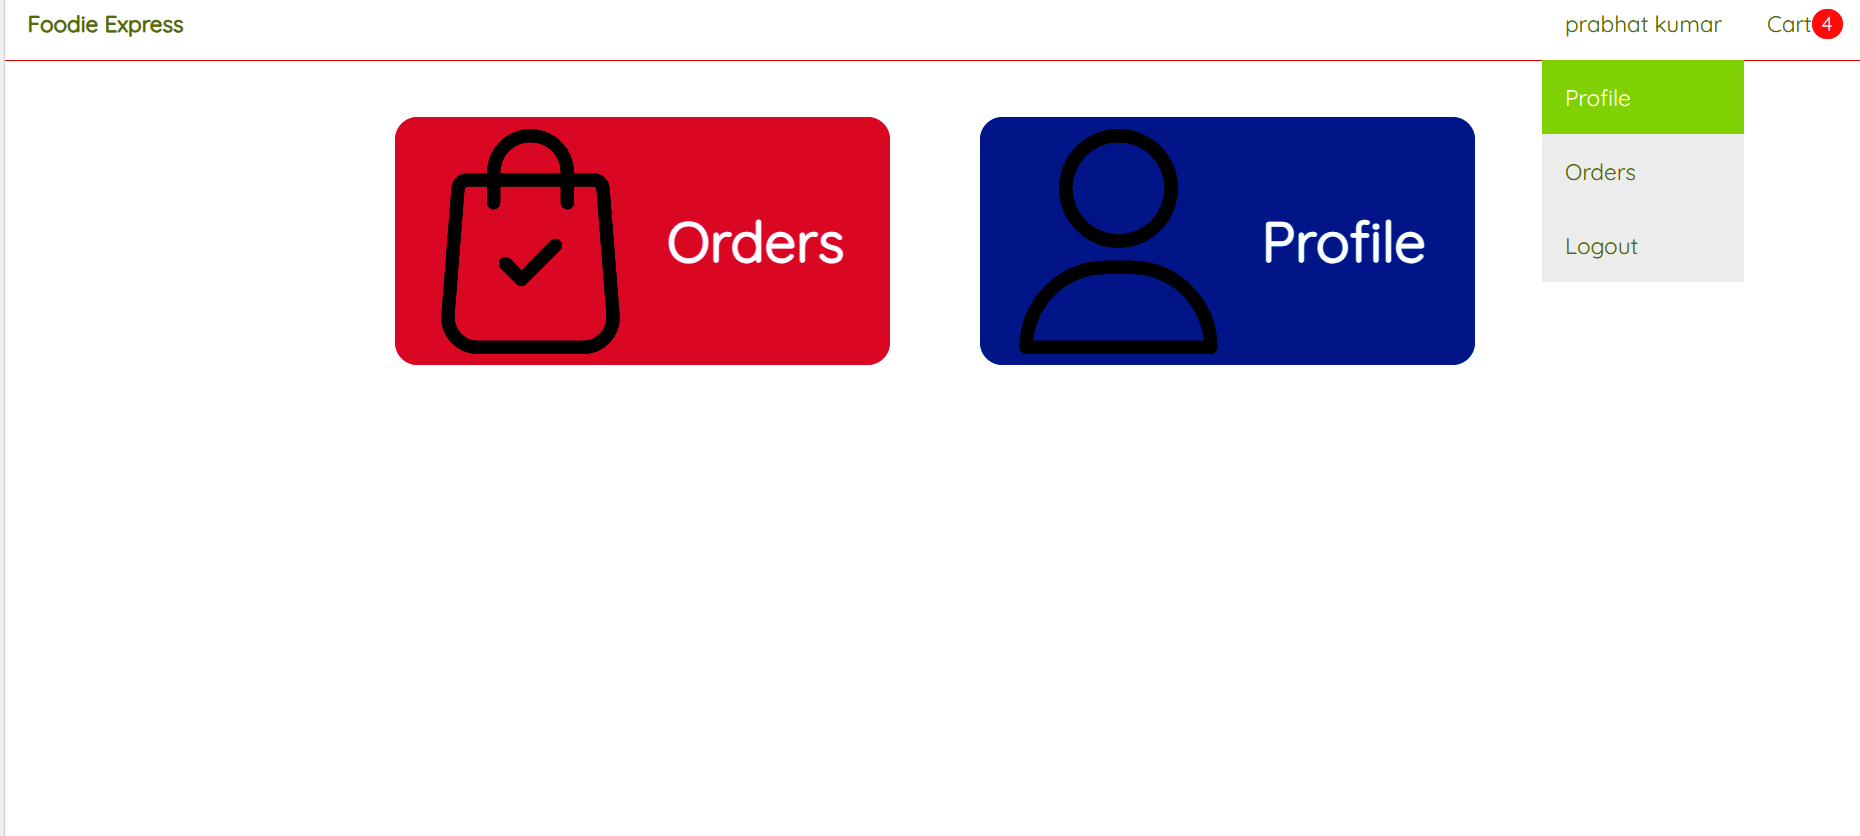 Foodie Express
prabhat kumar
Cart 4
Profile
Orders
Logout
Orders
Profile